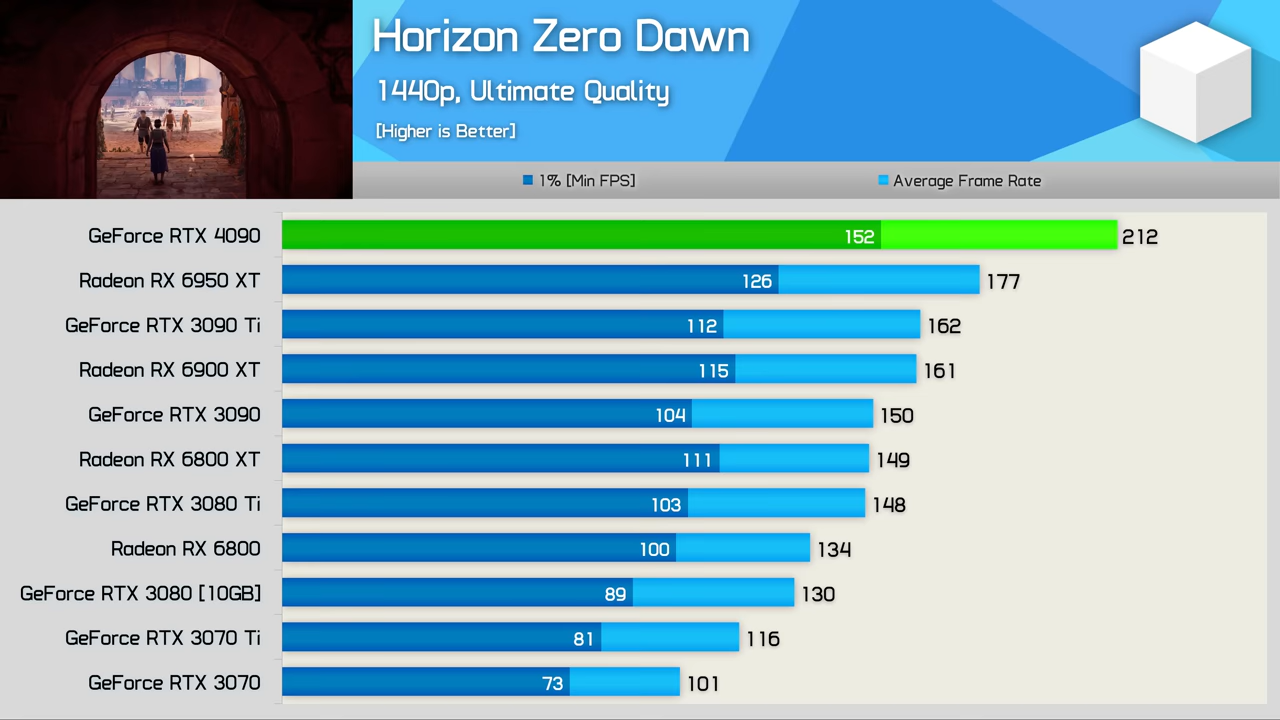 Horizon Zero Dawn
1440p, Ultimate Quality
[Higher is Better]
1% [Min FPS]
Average Frame Rate
GeForce RTX 4090 152 212
Radeon RX 6950 XT 126 177
GeForce RTX 3090 Ti 112 162
Radeon RX 6900 XT 115 161
GeForce RTX 3090 104 150
Radeon RX 6800 XT 111 149
GeForce RTX 3080 Ti 103 148
Radeon RX 6800 100 134
GeForce RTX 3080 [10GB] 89 130
GeForce RTX 3070 Ti 81 116
GeForce RTX 3070 73 101